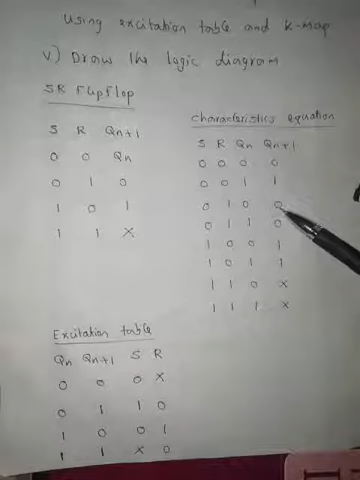 using excitation table and K-map
V) Draw the logic diagram
SR FlipFlop
S R Qn+1
0 0 Qn
0 1 0
1 0 1
1 1 X
characteristics equation
S R Qn Qn+1
0 0 0 0
0 0 1 1
0 1 0 0
0 1 1 0
1 0 0 1
1 0 1 1
1 1 0 X
1 1 1 X
Excitation table
Qn Qn+1 S R
0 0 0 X
0 1 1 0
1 0 0 1
1 1 X 0